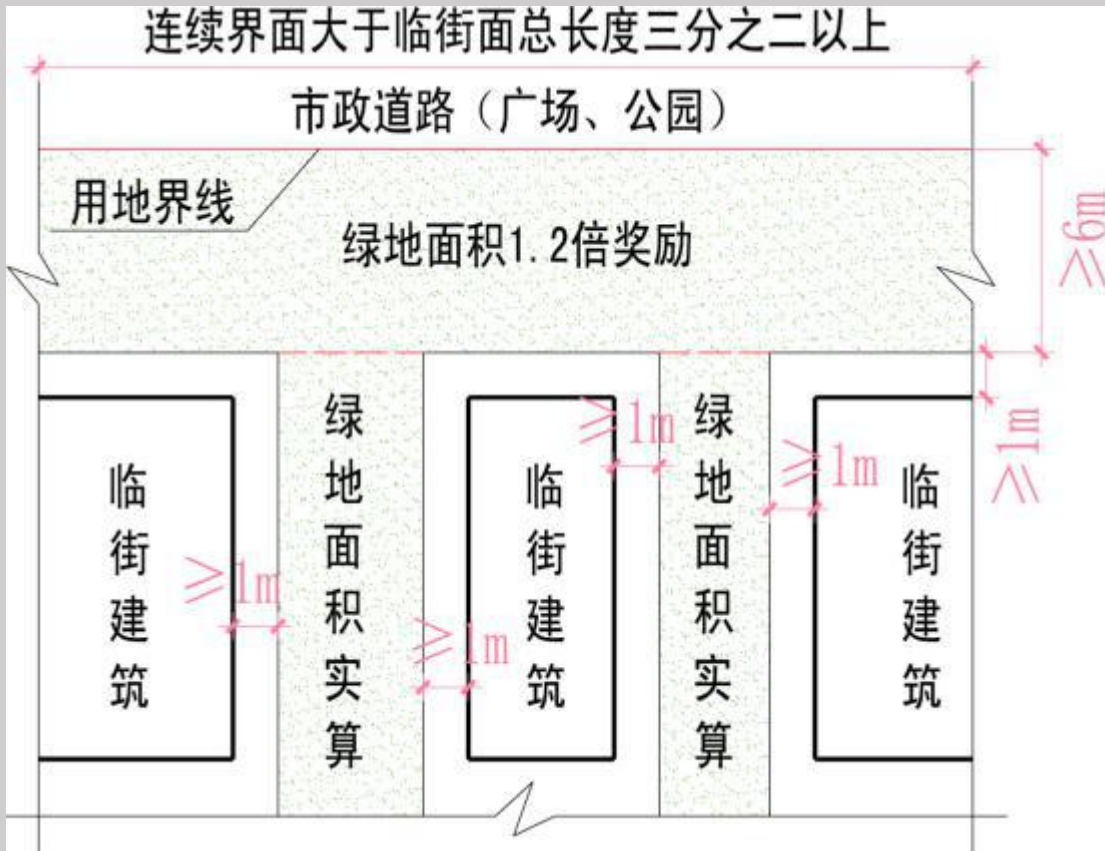 连续界面大于临街面总长度三分之二以上
市政道路（广场、公园）
用地界线
绿地面积1.2倍奖励
≥6m
≥1m
临街建筑
≥1m
绿地面积实算
≥1m
临街建筑
≥1m
绿地面积实算
≥1m
临街建筑